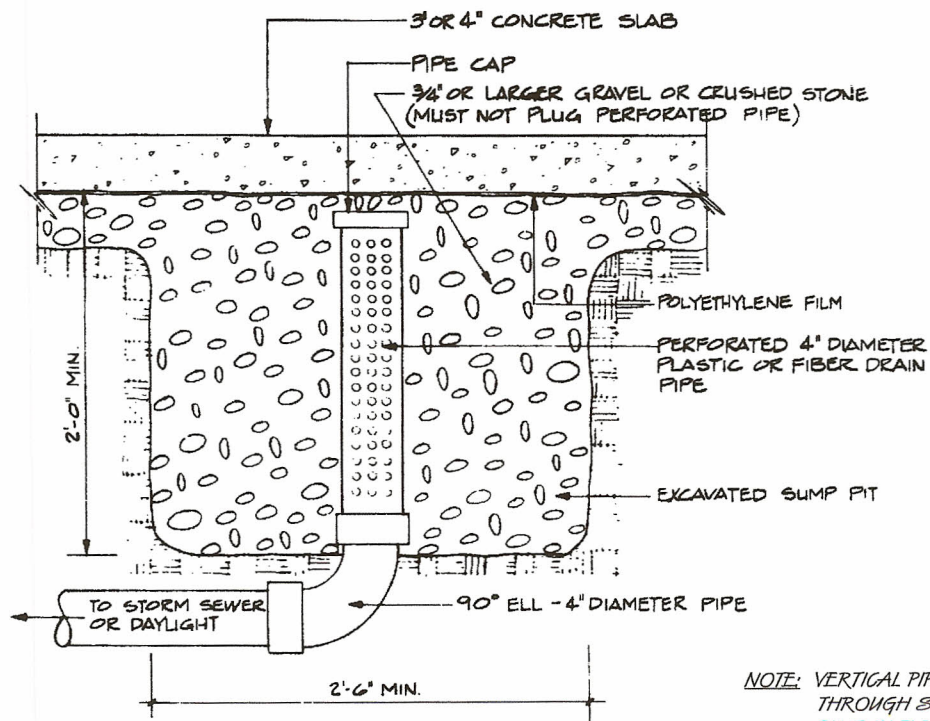 3" OR 4" CONCRETE SLAB
PIPE CAP
3/4" OR LARGER GRAVEL OR CRUSHED STONE
(MUST NOT PLUG PERFORATED PIPE)
POLYETHYLENE FILM
PERFORATED 4" DIAMETER
PLASTIC OR FIBER DRAIN
PIPE
2'-0" MIN.
EXCAVATED SUMP PIT
TO STORM SEWER
OR DAYLIGHT
90° ELL - 4" DIAMETER PIPE
2'-6" MIN.
NOTE: VERTICAL
THROUGH